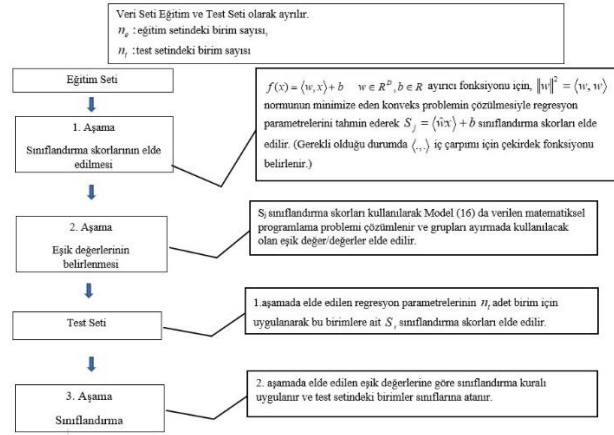 Veri Seti Eğitim ve Test Seti olarak ayrılır.
n_e : eğitim setindeki birim sayısı,
n_t : test setindeki birim sayısı
Eğitim Seti
f(x) = ⟨w, x⟩ + b w ∈ R^D, b ∈ R ayırıcı fonksiyonu için, ‖w‖² = ⟨w, w⟩
normunun minimize eden konveks problemin çözülmesiyle regresyon
parametrelerini tahmin ederek S_j = ⟨ŵx⟩ + b sınıflandırma skorları elde
edilir. (Gerekli olduğu durumda ⟨.,.⟩ iç çarpımı için çekirdek fonksiyonu
belirlenir.)
1. Aşama
Sınıflandırma skorlarının elde
edilmesi
2. Aşama
Eşik değerlerinin
belirlenmesi
S_j sınıflandırma skorları kullanılarak Model (16) da verilen matematiksel
programlama problemi çözümlenir ve grupları ayırmada kullanılacak
olan eşik değer/değerler elde edilir.
Test Seti
1.aşamada elde edilen regresyon parametrelerinin n_t adet birim için
uygulanarak bu birimlere ait S_t sınıflandırma skorları elde edilir.
3. Aşama
Sınıflandırma
2. aşamada elde edilen eşik değerlerine göre sınıflandırma kuralı
uygulanır ve test setindeki birimler sınıflarına atanır.